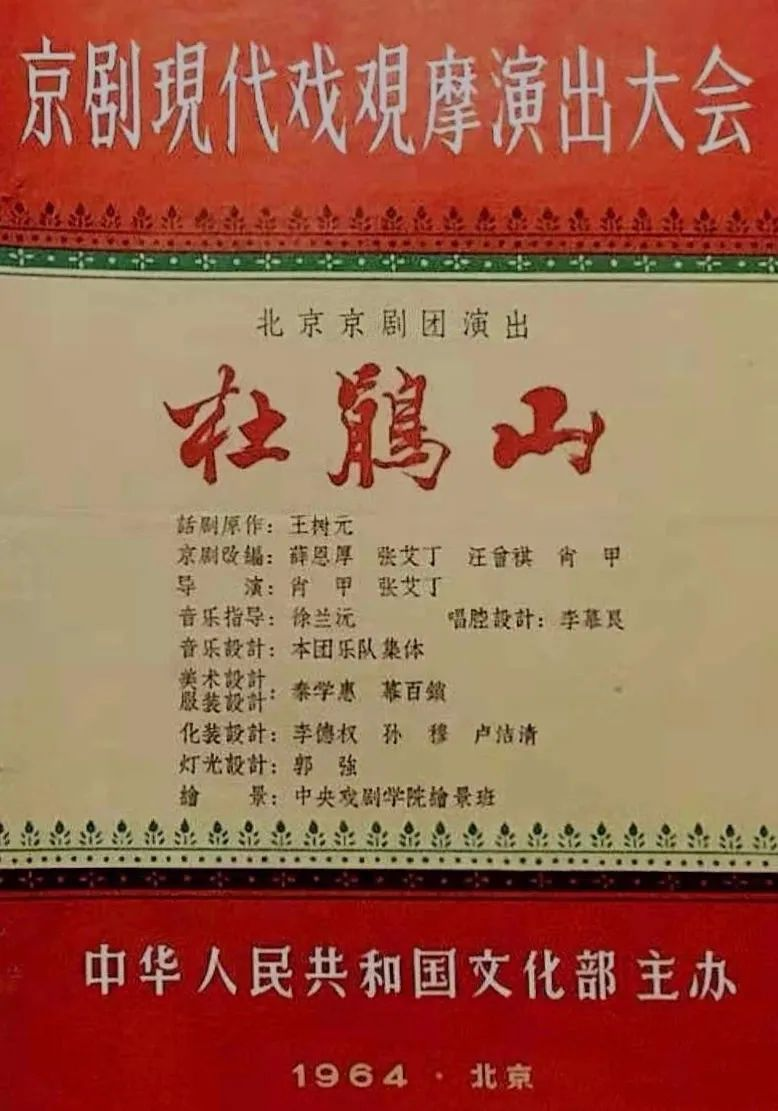 京剧現代戏观摩演出大会
北京京剧团演出
杜鵑山
話剧原作：王树元
京剧改編：薛恩厚 张艾丁 汪曾祺 肖 甲
导 演：肖 甲 张艾丁
音乐指导：徐兰沅 唱腔設計：李慕良
音乐設計：本团乐队集体
美术設計
服装設計：秦学惠 慕百鎖
化装設計：李德权 孙 穆 卢洁清
灯光設計：郭 強
繪 景：中央戏剧学院繪景班
中华人民共和国文化部主办
1964·北京